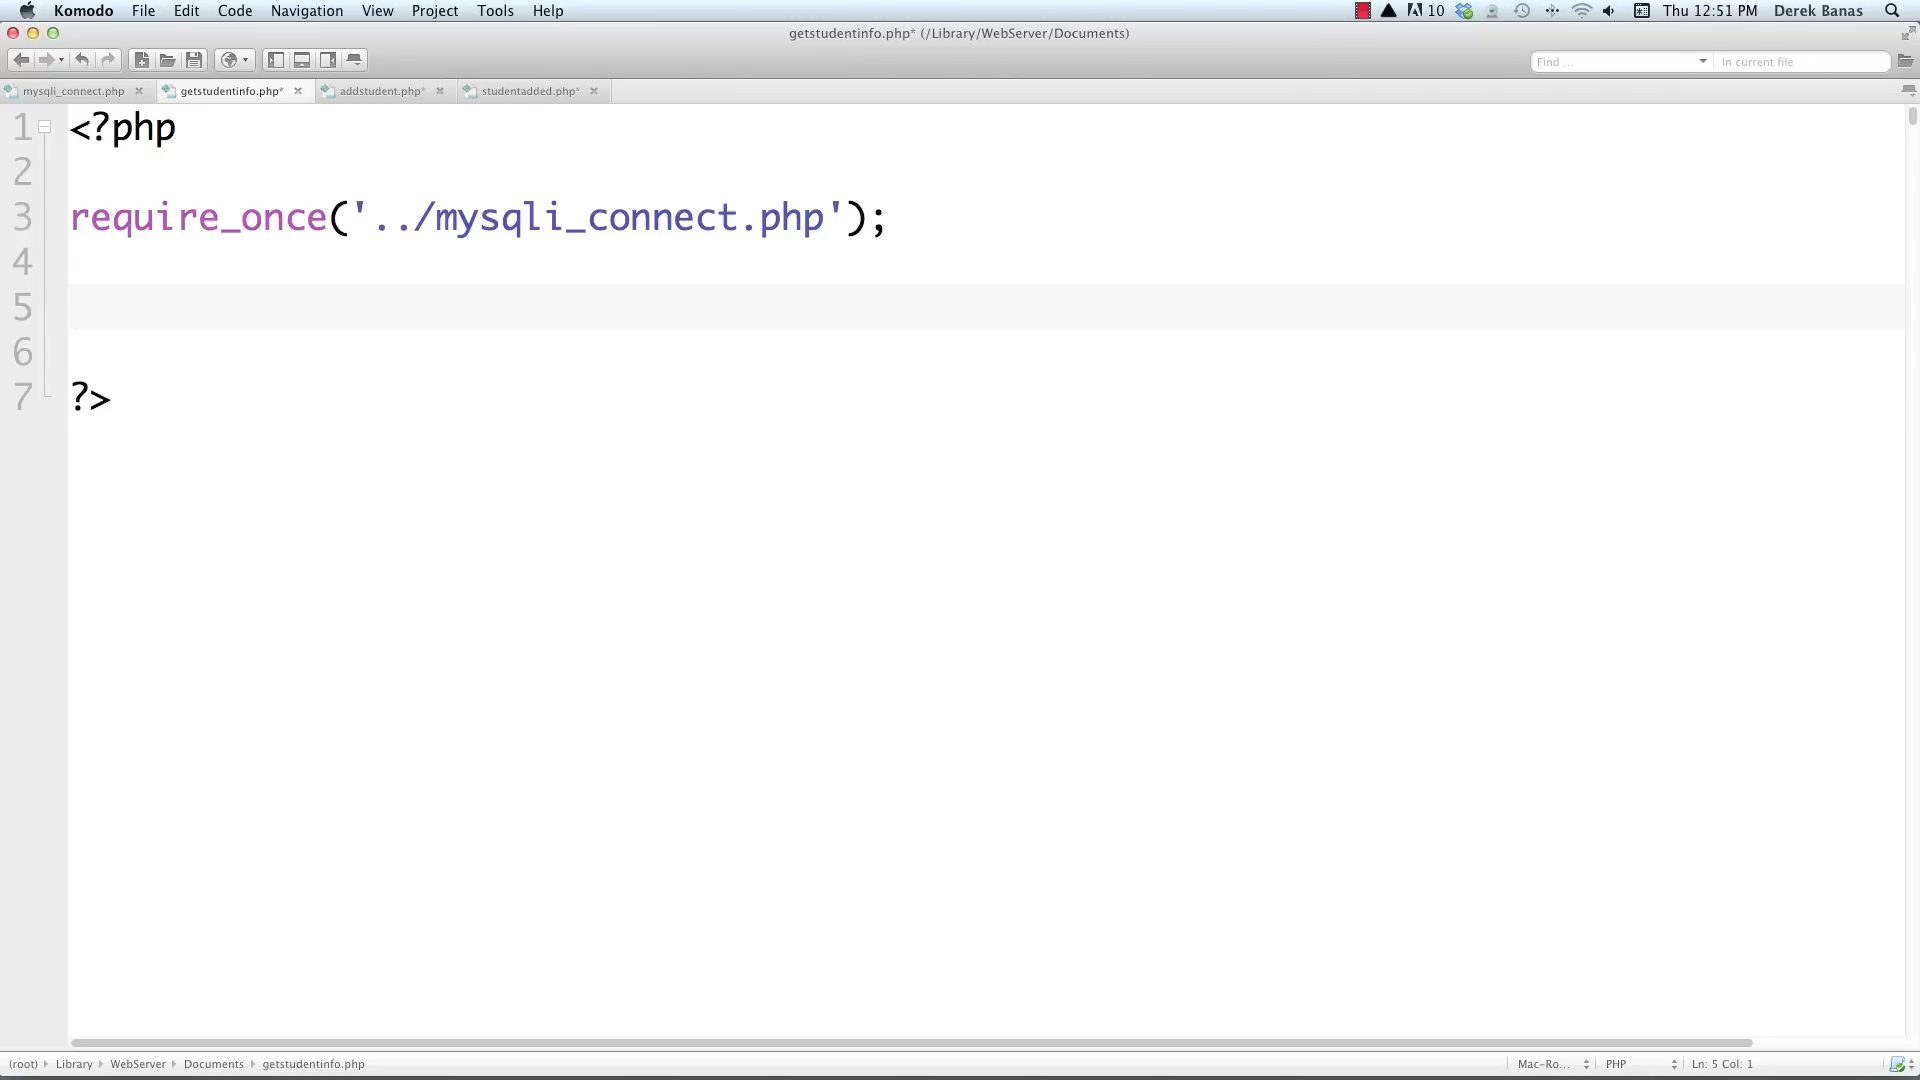 Komodo File Edit Code Navigation View Project Tools Help 10 Thu 12:51 PM Derek Banas
getstudentinfo.php* (/Library/WebServer/Documents)
Find ... In current file
mysqli_connect.php getstudentinfo.php* addstudent.php* studentadded.php*
1 <?php
2
3 require_once('../mysqli_connect.php');
4
5
6
7 ?>
(root) Library WebServer Documents getstudentinfo.php Mac-Ro... PHP Ln: 5 Col: 1